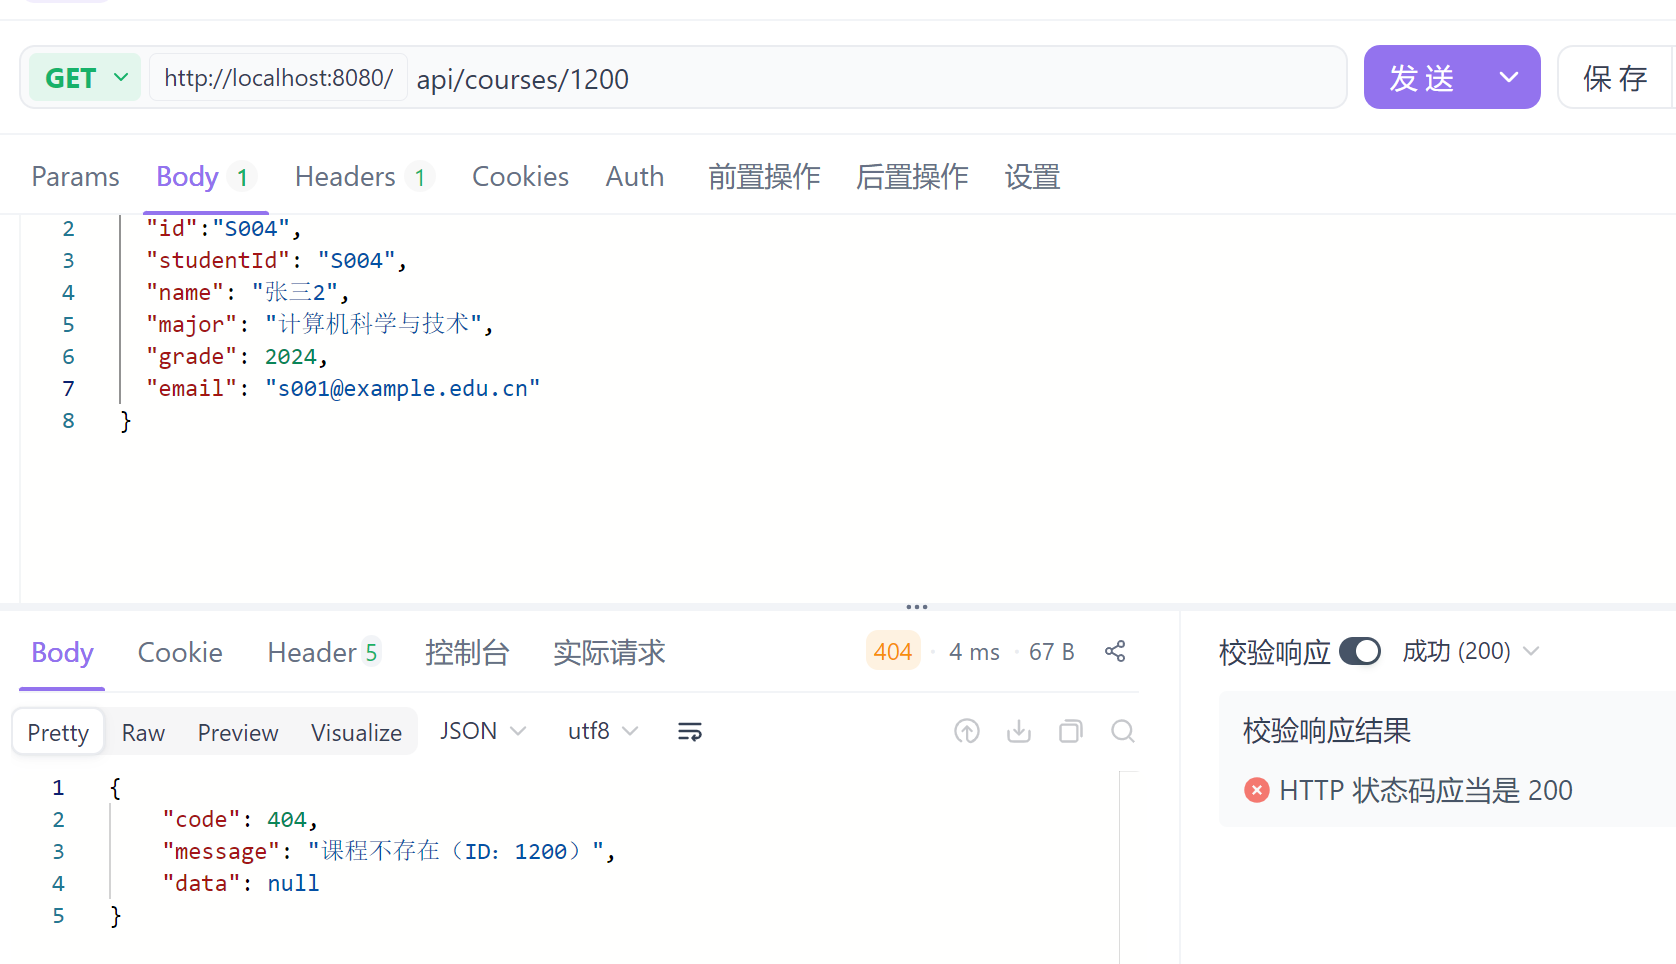 GET http://localhost:8080/ api/courses/1200 发送 保存
Params Body 1 Headers 1 Cookies Auth 前置操作 后置操作 设置
2 "id":"S004",
3 "studentId": "S004",
4 "name": "张三2",
5 "major": "计算机科学与技术",
6 "grade": 2024,
7 "email": "s001@example.edu.cn"
8 }
Body Cookie Header 5 控制台 实际请求 404 · 4 ms · 67 B 校验响应 成功 (200)
Pretty Raw Preview Visualize JSON utf8
校验响应结果
HTTP 状态码应当是 200
1 {
2 "code": 404,
3 "message": "课程不存在（ID: 1200）",
4 "data": null
5 }